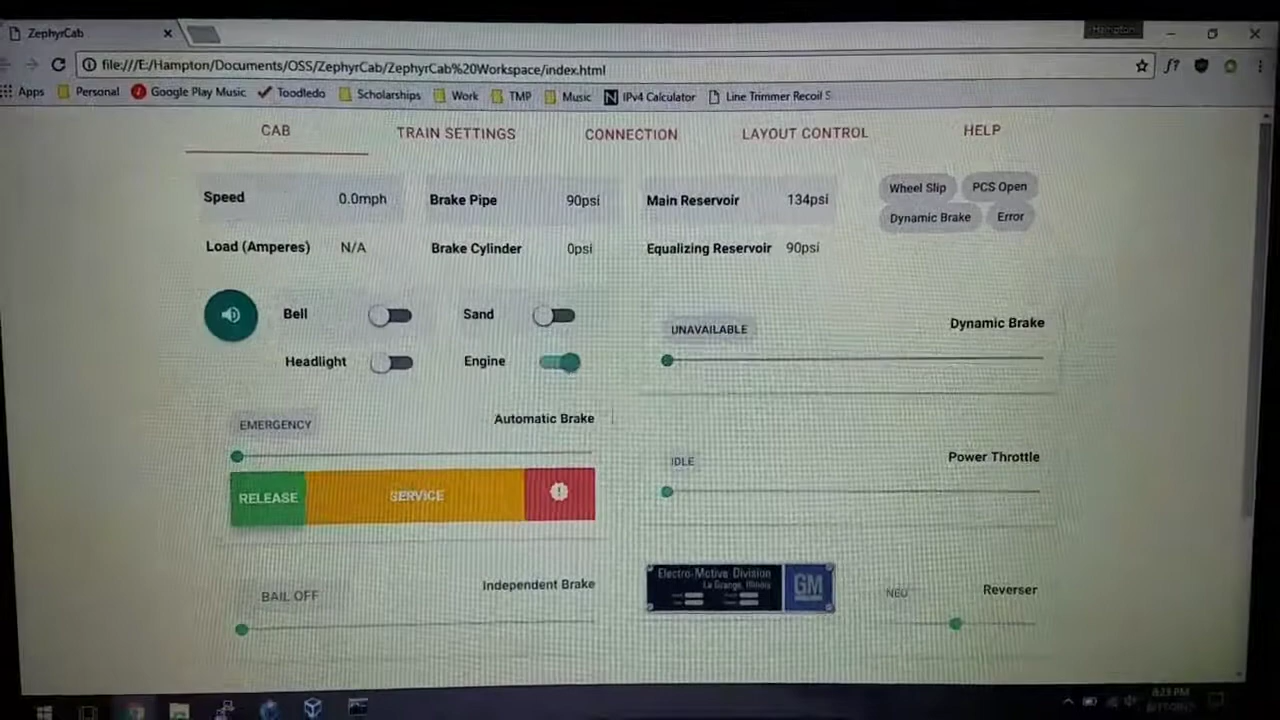 ZephyrCab
Hampton
file:///E:/Hampton/Documents/OSS/ZephyrCab/ZephyrCab%20Workspace/index.html
f?
Apps Personal Google Play Music Toodledo Scholarships Work TMP Music N IPv4 Calculator Line Trimmer Recoil S
CAB TRAIN SETTINGS CONNECTION LAYOUT CONTROL HELP
Speed 0.0mph Brake Pipe 90psi Main Reservoir 134psi Wheel Slip PCS Open
Dynamic Brake Error
Load (Amperes) N/A Brake Cylinder 0psi Equalizing Reservoir 90psi
Bell Sand
UNAVAILABLE Dynamic Brake
Headlight Engine
EMERGENCY Automatic Brake
IDLE Power Throttle
RELEASE SERVICE !
Electro-Motive Division
La Grange, Illinois
GM
BAIL OFF Independent Brake
NEU Reverser
8:23 PM